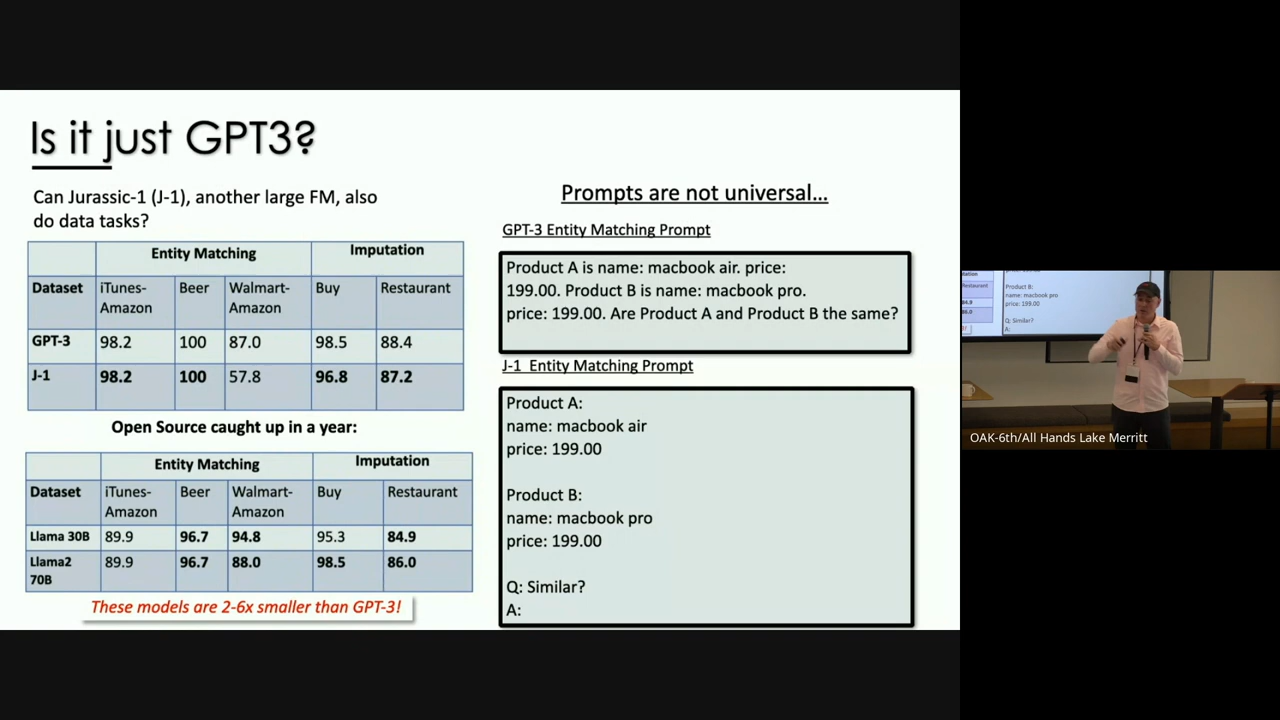 Is it just GPT3?
Can Jurassic-1 (J-1), another large FM, also
do data tasks?
Entity Matching Imputation
Dataset iTunes-Amazon Beer Walmart-Amazon Buy Restaurant
GPT-3 98.2 100 87.0 98.5 88.4
J-1 98.2 100 57.8 96.8 87.2
Open Source caught up in a year:
Entity Matching Imputation
Dataset iTunes-Amazon Beer Walmart-Amazon Buy Restaurant
Llama 30B 89.9 96.7 94.8 95.3 84.9
Llama2 70B 89.9 96.7 88.0 98.5 86.0
These models are 2-6x smaller than GPT-3!
Prompts are not universal...
GPT-3 Entity Matching Prompt
Product A is name: macbook air. price:
199.00. Product B is name: macbook pro.
price: 199.00. Are Product A and Product B the same?
J-1 Entity Matching Prompt
Product A:
name: macbook air
price: 199.00
Product B:
name: macbook pro
price: 199.00
Q: Similar?
A:
Product B:
name: macbook pro
price: 199.00
Q: Similar?
A:
OAK-6th/All Hands Lake Merritt